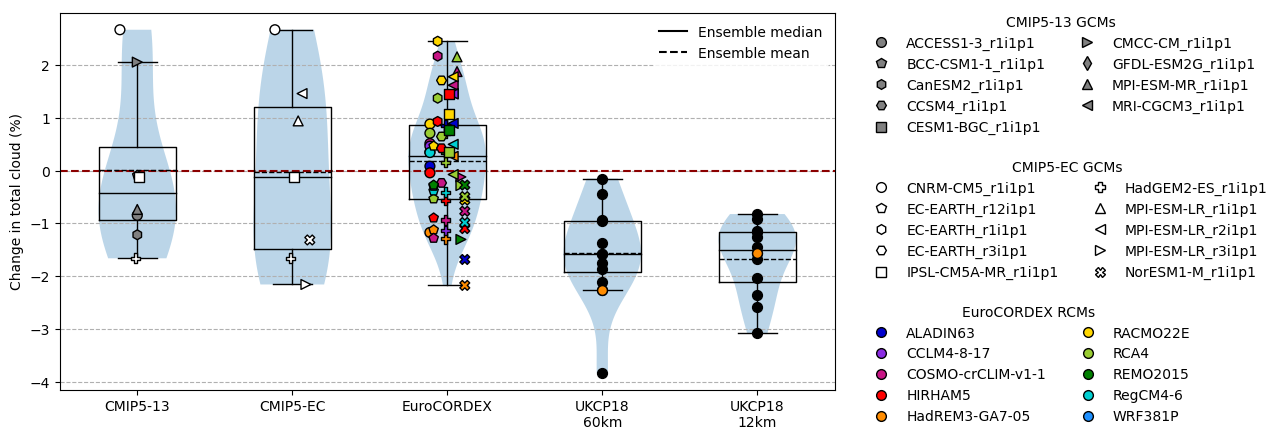 Change in total cloud (%)
2
1
0
−1
−2
−3
−4
Ensemble median
Ensemble mean
CMIP5-13
CMIP5-EC
EuroCORDEX
UKCP18
60km
UKCP18
12km
CMIP5-13 GCMs
ACCESS1-3_r1i1p1
BCC-CSM1-1_r1i1p1
CanESM2_r1i1p1
CCSM4_r1i1p1
CESM1-BGC_r1i1p1
CMCC-CM_r1i1p1
GFDL-ESM2G_r1i1p1
MPI-ESM-MR_r1i1p1
MRI-CGCM3_r1i1p1
CMIP5-EC GCMs
CNRM-CM5_r1i1p1
EC-EARTH_r12i1p1
EC-EARTH_r1i1p1
EC-EARTH_r3i1p1
IPSL-CM5A-MR_r1i1p1
HadGEM2-ES_r1i1p1
MPI-ESM-LR_r1i1p1
MPI-ESM-LR_r2i1p1
MPI-ESM-LR_r3i1p1
NorESM1-M_r1i1p1
EuroCORDEX RCMs
ALADIN63
CCLM4-8-17
COSMO-crCLIM-v1-1
HIRHAM5
HadREM3-GA7-05
RACMO22E
RCA4
REMO2015
RegCM4-6
WRF381P